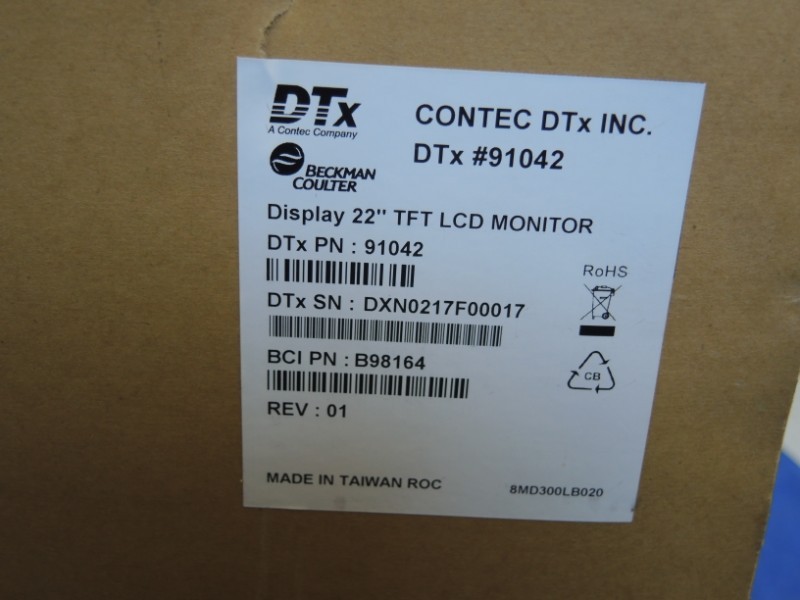 DTx
A Contec Company
CONTEC DTx INC.
DTx #91042
BECKMAN
COULTER
Display 22" TFT LCD MONITOR
DTx PN : 91042
RoHS
DTx SN : DXN0217F00017
BCI PN : B98164
CB
REV : 01
MADE IN TAIWAN ROC
8MD300LB020